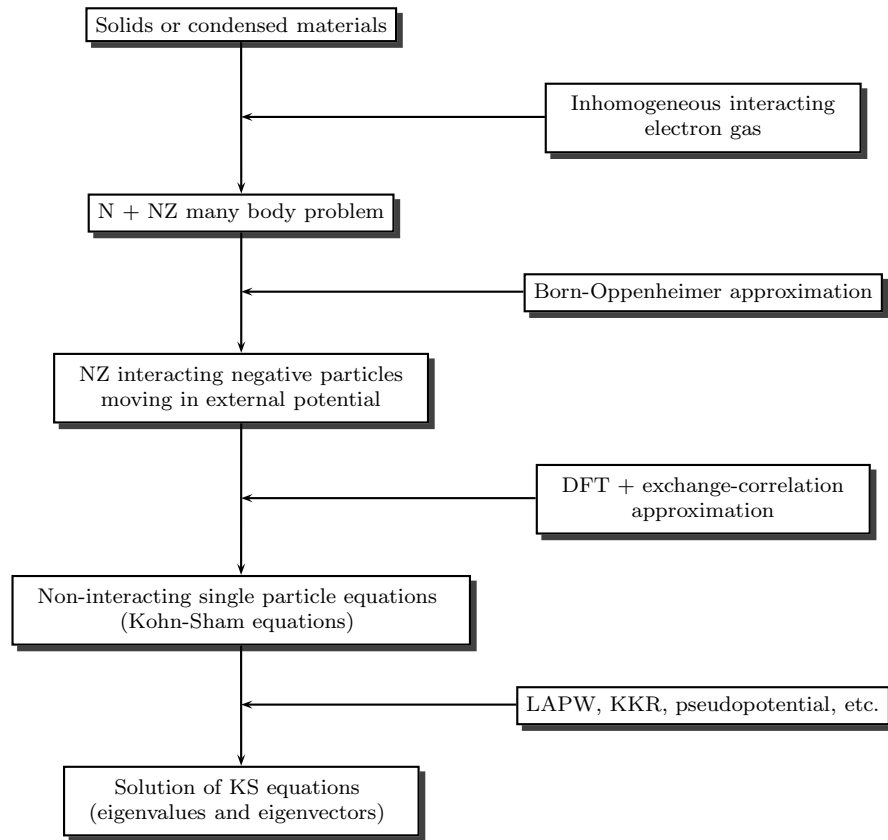 Solids or condensed materials
Inhomogeneous interacting
electron gas
N + NZ many body problem
Born-Oppenheimer approximation
NZ interacting negative particles
moving in external potential
DFT + exchange-correlation
approximation
Non-interacting single particle equations
(Kohn-Sham equations)
LAPW, KKR, pseudopotential, etc.
Solution of KS equations
(eigenvalues and eigenvectors)